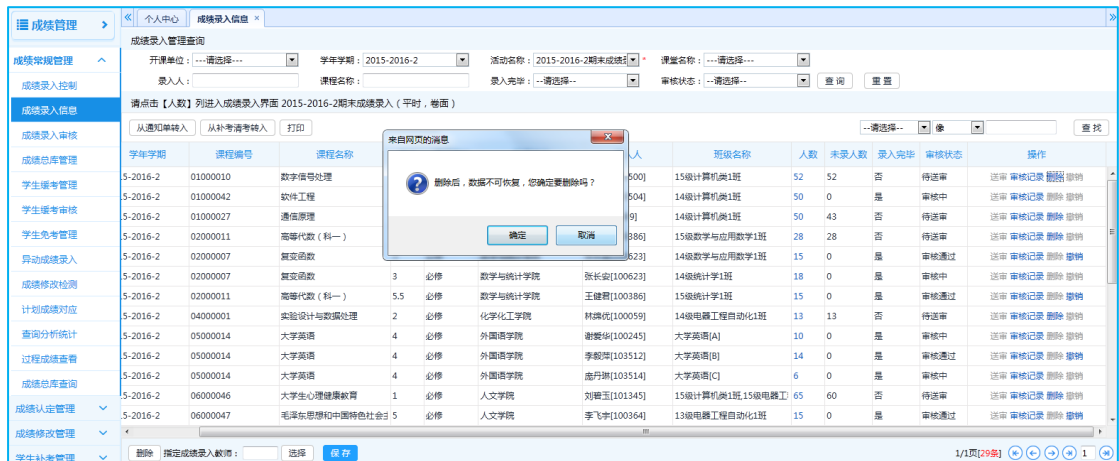 成绩管理
个人中心 成绩录入信息 ×
成绩录入管理查询
开课单位：---请选择--- 学年学期：2015-2016-2 活动名称：2015-2016-2期末成绩 * 课堂名称：---请选择---
录入人： 课程名称： 录入完毕：--请选择-- 审核状态：--请选择-- 查询 重置
请点击【人数】列进入成绩录入界面 2015-2016-2期末成绩录入（平时，卷面）
从通知单转入 从补考清考转入 打印 --请选择-- 像 查找
成绩常规管理
成绩录入控制
成绩录入信息
成绩录入审核
成绩总库管理
学生缓考管理
学生缓考审核
学生免考管理
异动成绩录入
成绩修改检测
计划成绩对应
查询分析统计
过程成绩查看
成绩总库查询
成绩认定管理
成绩修改管理
学生补考管理
学年学期 课程编号 课程名称 人 班级名称 人数 未录人数 录入完毕 审核状态 操作
5-2016-2 01000010 数字信号处理 500] 15级计算机类1班 52 52 否 待送审 送审 审核记录 删除 撤销
5-2016-2 01000042 软件工程 504] 14级计算机类1班 50 0 是 审核中 送审 审核记录 删除 撤销
5-2016-2 01000027 通信原理 9] 14级计算机类1班 50 43 否 待送审 送审 审核记录 删除 撤销
5-2016-2 02000011 高等代数（科一） 386] 15级数学与应用数学1班 28 28 否 待送审 送审 审核记录 删除 撤销
5-2016-2 02000007 复变函数 623] 14级数学与应用数学1班 15 0 是 审核通过 送审 审核记录 删除 撤销
5-2016-2 02000007 复变函数 3 必修 数学与统计学院 张长安[100623] 14级统计学1班 18 0 是 审核中 送审 审核记录 删除 撤销
5-2016-2 02000011 高等代数（科一） 5.5 必修 数学与统计学院 王健君[100386] 15级统计学1班 15 0 是 审核通过 送审 审核记录 删除 撤销
5-2016-2 04000001 实验设计与数据处理 2 必修 化学化工学院 林绵优[100059] 14级电器工程自动化1班 13 13 否 待送审 送审 审核记录 删除 撤销
5-2016-2 05000014 大学英语 4 必修 外国语学院 谢爱华[100245] 大学英语[A] 10 0 是 审核中 送审 审核记录 删除 撤销
5-2016-2 05000014 大学英语 4 必修 外国语学院 李毅萍[103512] 大学英语[B] 14 0 是 审核通过 送审 审核记录 删除 撤销
5-2016-2 05000014 大学英语 4 必修 外国语学院 庞丹琳[103514] 大学英语[C] 6 0 是 审核中 送审 审核记录 删除 撤销
5-2016-2 06000046 大学生心理健康教育 1 必修 人文学院 刘碧玉[101345] 15级计算机类1班,15级电器工 65 60 否 待送审 送审 审核记录 删除 撤销
5-2016-2 06000047 毛泽东思想和中国特色社会主 5 必修 人文学院 李飞宇[100364] 13级电器工程自动化1班 15 0 是 审核通过 送审 审核记录 删除 撤销
来自网页的消息
删除后，数据不可恢复，您确定要删除吗？
确定 取消
删除 指定成绩录入教师： 选择 保存 1/1页[29条] 1